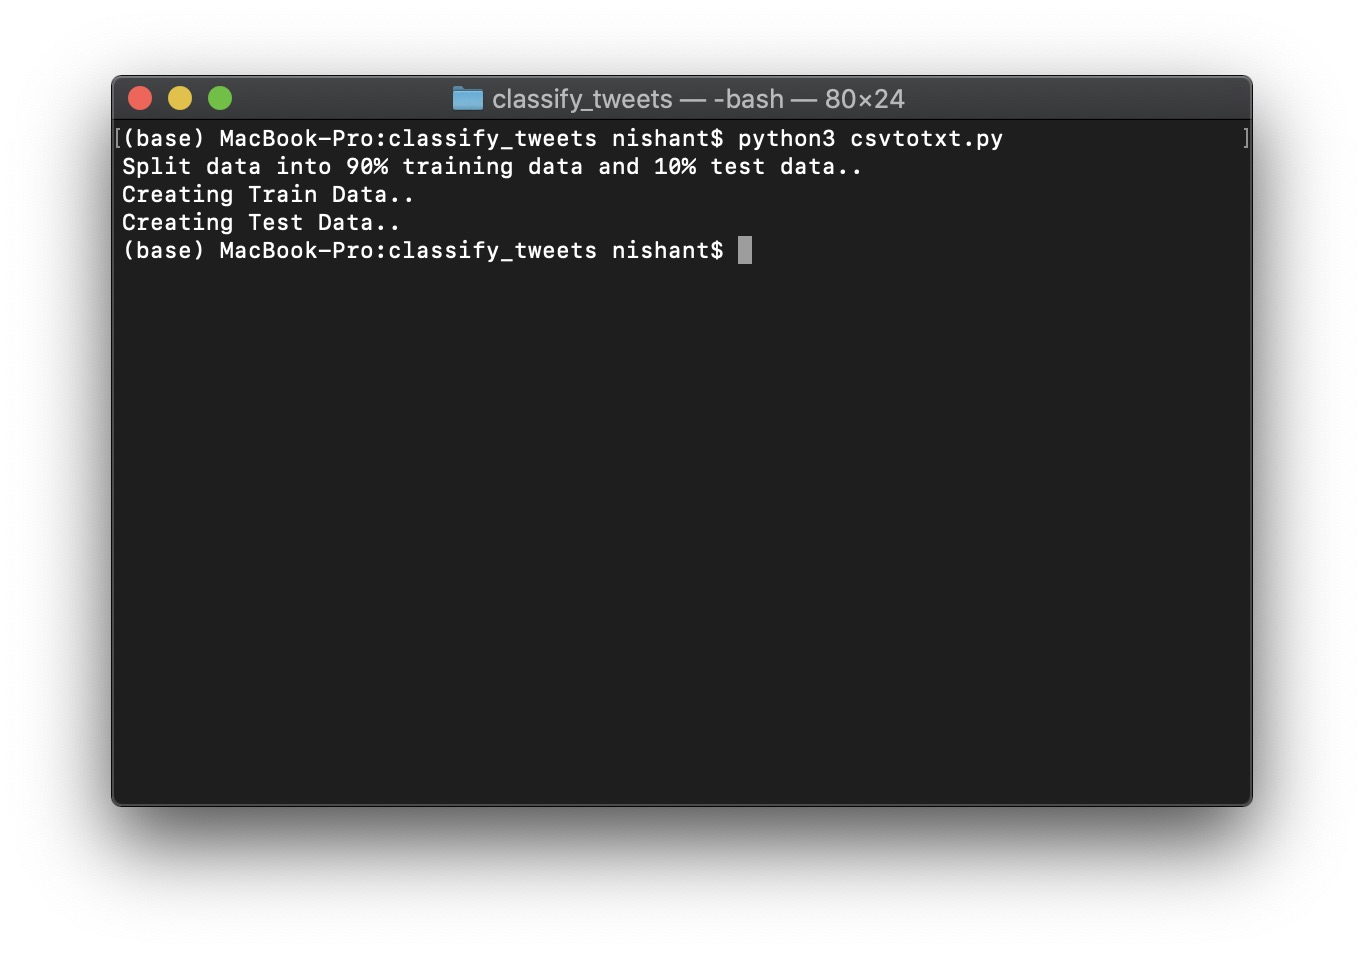 classify_tweets — -bash — 80×24
[(base) MacBook-Pro:classify_tweets nishant$ python3 csvtotxt.py ]
Split data into 90% training data and 10% test data..
Creating Train Data..
Creating Test Data..
(base) MacBook-Pro:classify_tweets nishant$